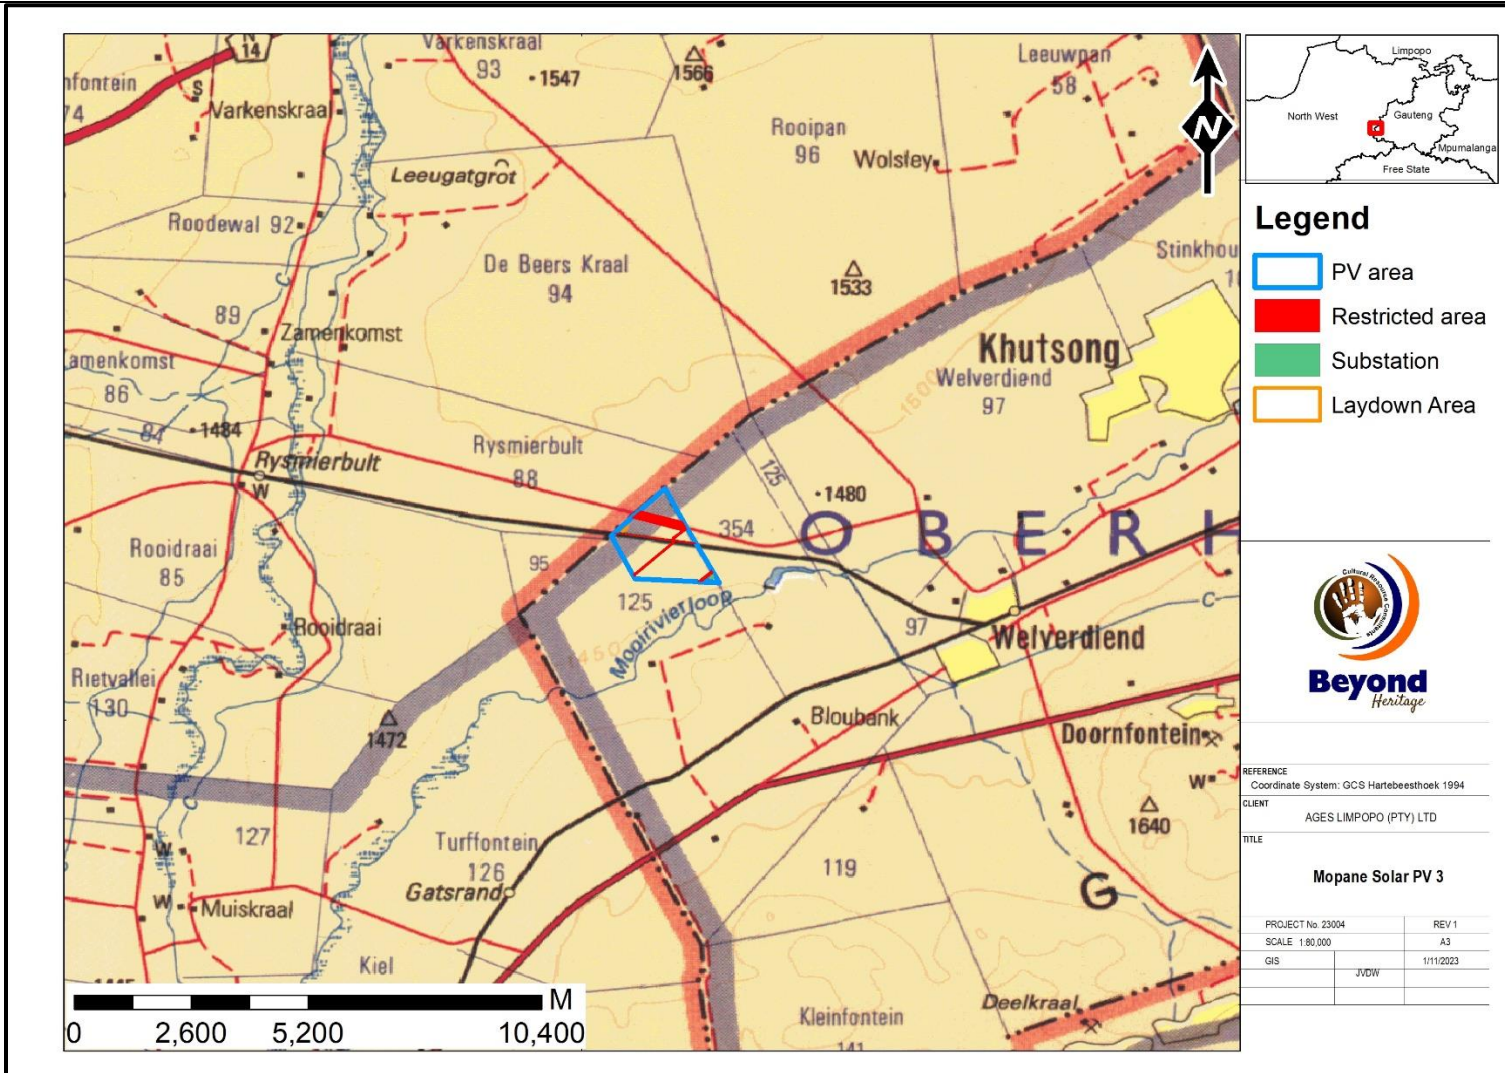 N
14
Varkenskraal
93
1547
1566
Leeuwpan
58
nfontein
74
S
Varkenskraal
Rooipan
96
Wolsley
Leeugatgrot
Roodewal 92
De Beers Kraal
94
1533
Stinkhou
C
89
Zamenkomst
Khutsong
Welverdiend
97
1500
amenkomst
86
84
1484
Rysmierbult
W
Rysmierbult
88
125
1480
354
O B E R H
Rooidraai
85
95
125
Mooirivierloop
1450
97
C
Rooidraai
Welverdiend
Rietvallei
130
1472
Bloubank
Doornfontein
W
C
127
1640
Turffontein
126
119
W
Gatsrand
G
W
Muiskraal
Kiel
Deelkraal
Kleinfontein
141
M
0 2,600 5,200 10,400
N
Limpopo
North West
Gauteng
Mpumalanga
Free State
Legend
PV area
Restricted area
Substation
Laydown Area
Cultural Resource Consultants
Beyond
Heritage
REFERENCE
Coordinate System: GCS Hartebeesthoek 1994
CLIENT
AGES LIMPOPO (PTY) LTD
TITLE
Mopane Solar PV 3
PROJECT No. 23004 REV 1
SCALE 1:80,000 A3
GIS 1/11/2023
JVDW